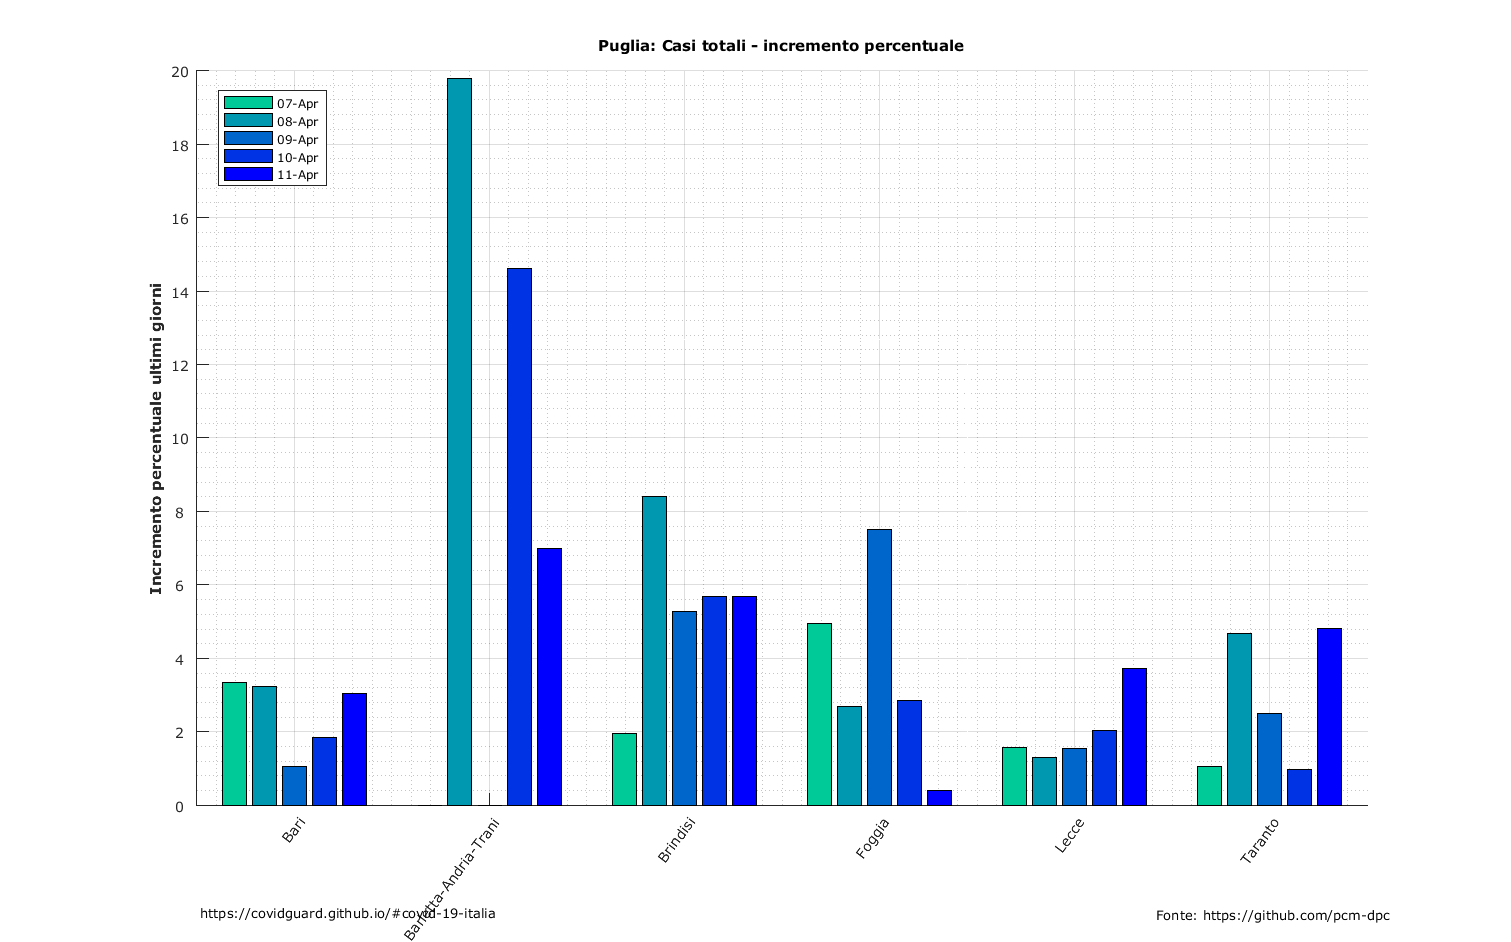 Puglia: Casi totali - incremento percentuale
Incremento percentuale ultimi giorni
20
18
16
14
12
10
8
6
4
2
0
07-Apr
08-Apr
09-Apr
10-Apr
11-Apr
Bari
Barletta-Andria-Trani
Brindisi
Foggia
Lecce
Taranto
https://covidguard.github.io/#covid-19-italia
Fonte: https://github.com/pcm-dpc